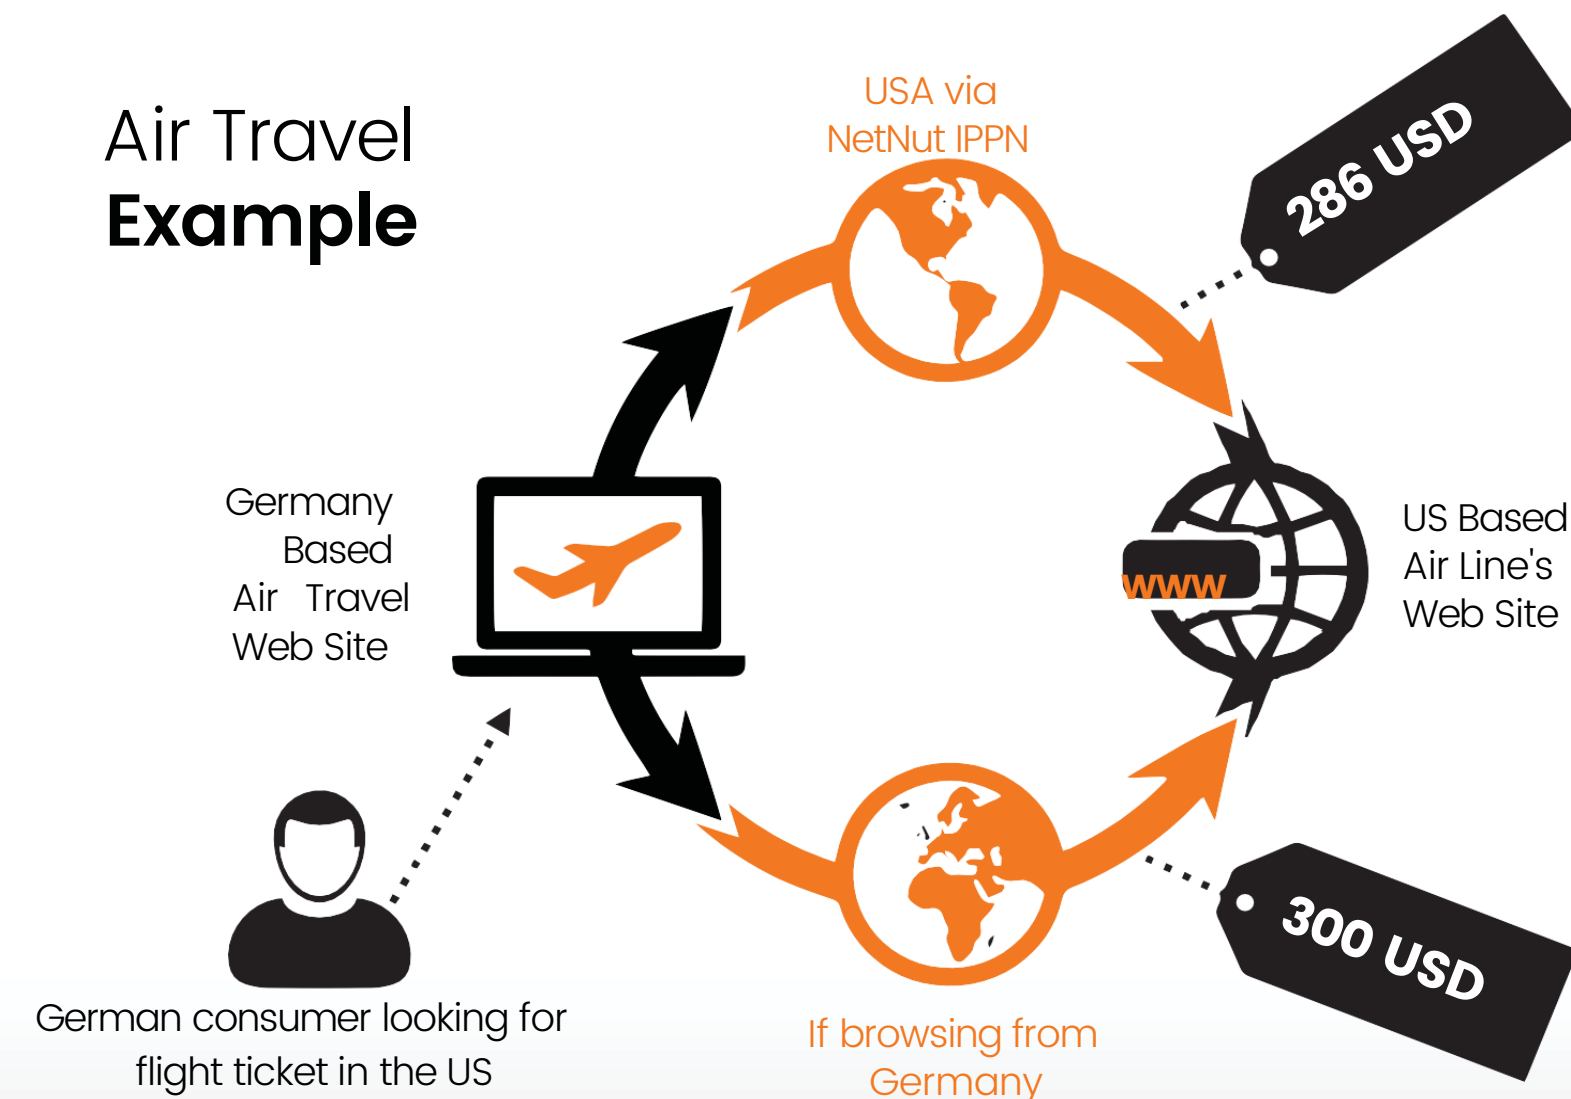 Air Travel
Example
USA via
NetNut IPPN
286 USD
Germany
Based
Air Travel
Web Site
www
US Based
Air Line's
Web Site
300 USD
German consumer looking for
flight ticket in the US
If browsing from
Germany